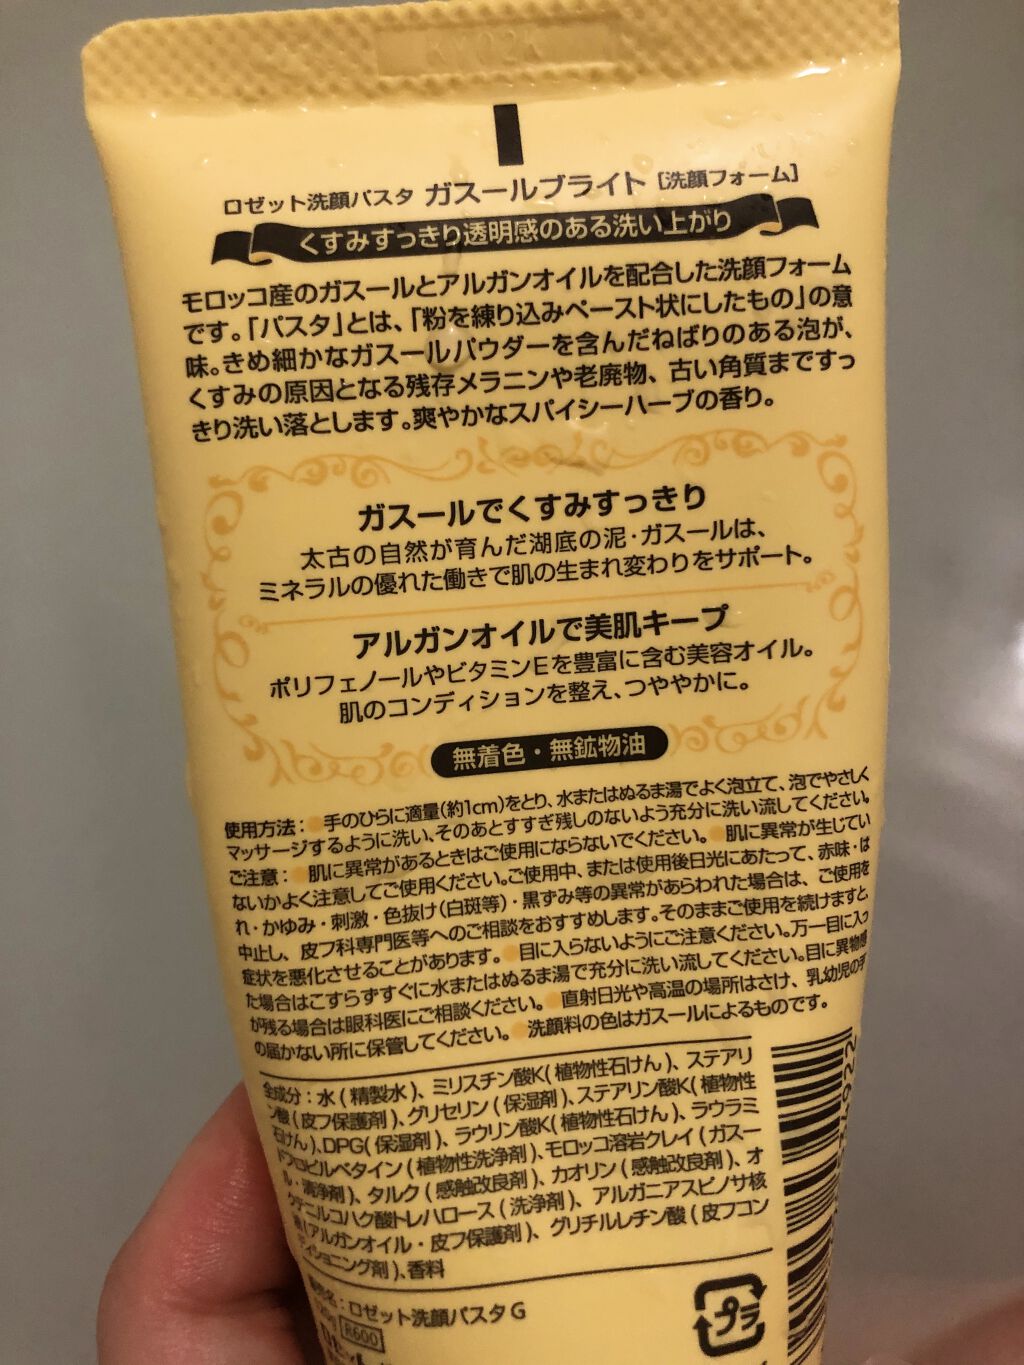 ロゼット洗顔パスタ ガスールブライト [洗顔フォーム]
くすみすっきり透明感のある洗い上がり
モロッコ産のガスールとアルガンオイルを配合した洗顔フォーム
です。「パスタ」とは、「粉を練り込みペースト状にしたもの」の意
味。きめ細かなガスールパウダーを含んだねばりのある泡が、
くすみの原因となる残存メラニンや老廃物、古い角質まですっ
きり洗い落とします。爽やかなスパイシーハーブの香り。
ガスールでくすみすっきり
太古の自然が育んだ湖底の泥・ガスールは、
ミネラルの優れた働きで肌の生まれ変わりをサポート。
アルガンオイルで美肌キープ
ポリフェノールやビタミンEを豊富に含む美容オイル。
肌のコンディションを整え、つややかに。
無着色・無鉱物油
使用方法：●手のひらに適量(約1cm)をとり、水またはぬるま湯でよく泡立て、泡でやさしく
マッサージするように洗い、そのあとすすぎ残しのないよう充分に洗い流してください。
ご注意：●肌に異常があるときはご使用にならないでください。●肌に異常が生じてい
ないかよく注意してご使用ください。ご使用中、または使用後日光にあたって、赤味・は
れ・かゆみ・刺激・色抜け(白斑等)・黒ずみ等の異常があらわれた場合は、ご使用を
中止し、皮フ科専門医等へのご相談をおすすめします。そのままご使用を続けますと、
症状を悪化させることがあります。●目に入らないようにご注意ください。万一目に入っ
た場合はこすらずすぐに水またはぬるま湯で充分に洗い流してください。目に異物感
が残る場合は眼科医にご相談ください。●直射日光や高温の場所はさけ、乳幼児の手
の届かない所に保管してください。●洗顔料の色はガスールによるものです。
全成分：水(精製水)、ミリスチン酸K(植物性石けん)、ステアリ
ン酸(皮フ保護剤)、グリセリン(保湿剤)、ステアリン酸K(植物性
石けん)、DPG(保湿剤)、ラウリン酸K(植物性石けん)、ラウラミ
ドプロピルベタイン(植物性洗浄剤)、モロッコ溶岩クレイ(ガスー
ル・清浄剤)、タルク(感触改良剤)、カオリン(感触改良剤)、オ
クテニルコハク酸トレハロース(洗浄剤)、アルガニアスピノサ核
油(アルガンオイル・皮フ保護剤)、グリチルレチン酸(皮フコン
ディショニング剤)、香料
販売名：ロゼット洗顔パスタG
120g R600
プラ